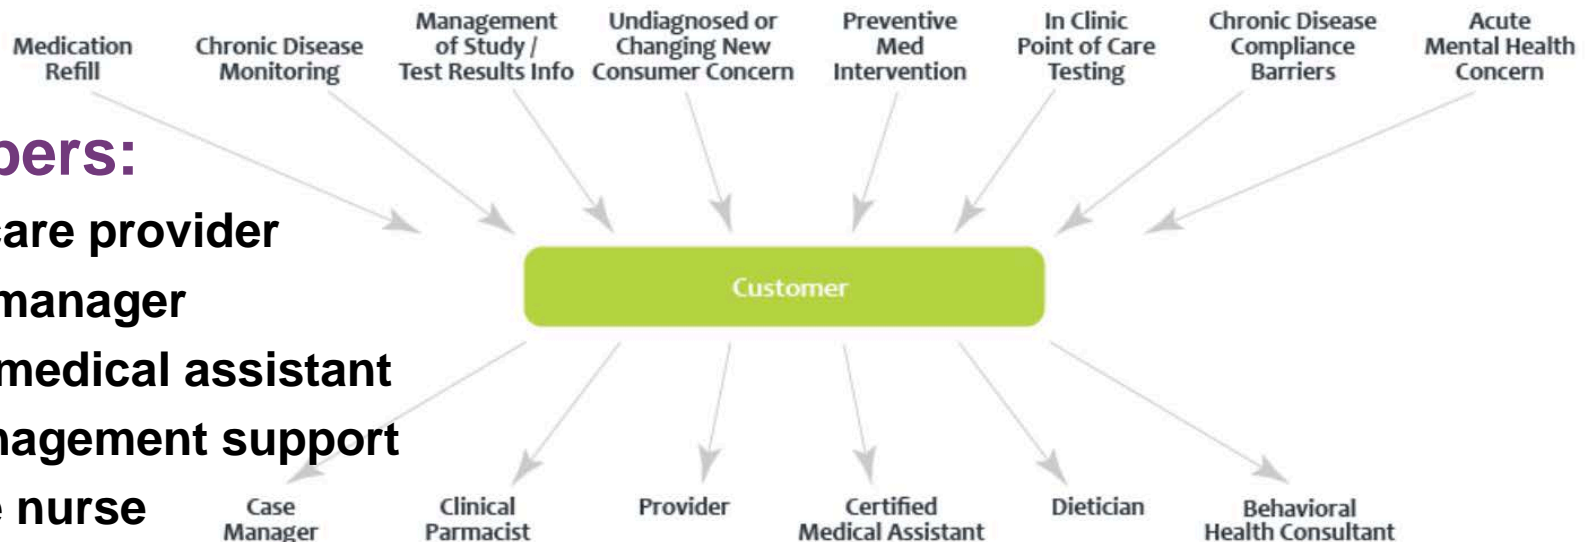 Medication
Refill
Chronic Disease
Monitoring
Management
of Study /
Test Results Info
Undiagnosed or
Changing New
Consumer Concern
Preventive
Med
Intervention
In Clinic
Point of Care
Testing
Chronic Disease
Compliance
Barriers
Acute
Mental Health
Concern
bers:
care provider
manager
medical assistant
nagement support
e nurse
Customer
Case
Manager
Clinical
Parmacist
Provider
Certified
Medical Assistant
Dietician
Behavioral
Health Consultant